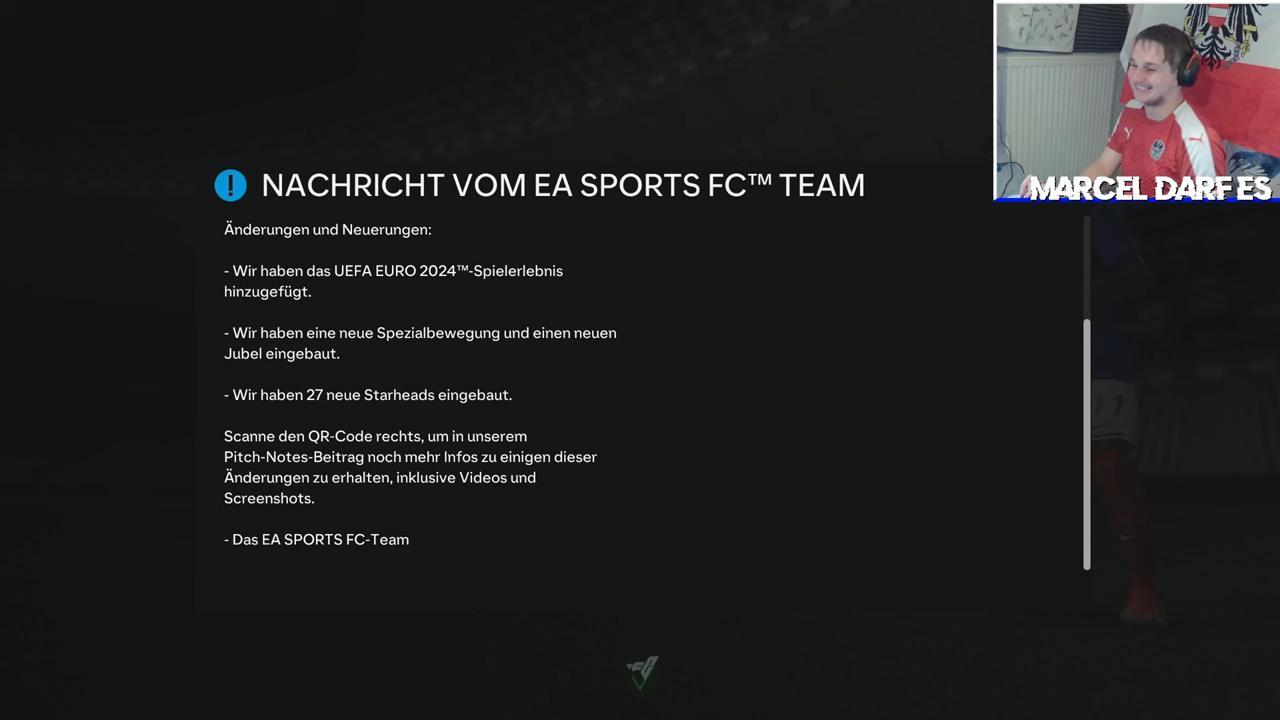 MARCEL DARF ES
! NACHRICHT VOM EA SPORTS FC™ TEAM
Änderungen und Neuerungen:
- Wir haben das UEFA EURO 2024™-Spielerlebnis
hinzugefügt.
- Wir haben eine neue Spezialbewegung und einen neuen
Jubel eingebaut.
- Wir haben 27 neue Starheads eingebaut.
Scanne den QR-Code rechts, um in unserem
Pitch-Notes-Beitrag noch mehr Infos zu einigen dieser
Änderungen zu erhalten, inklusive Videos und
Screenshots.
- Das EA SPORTS FC-Team
FC